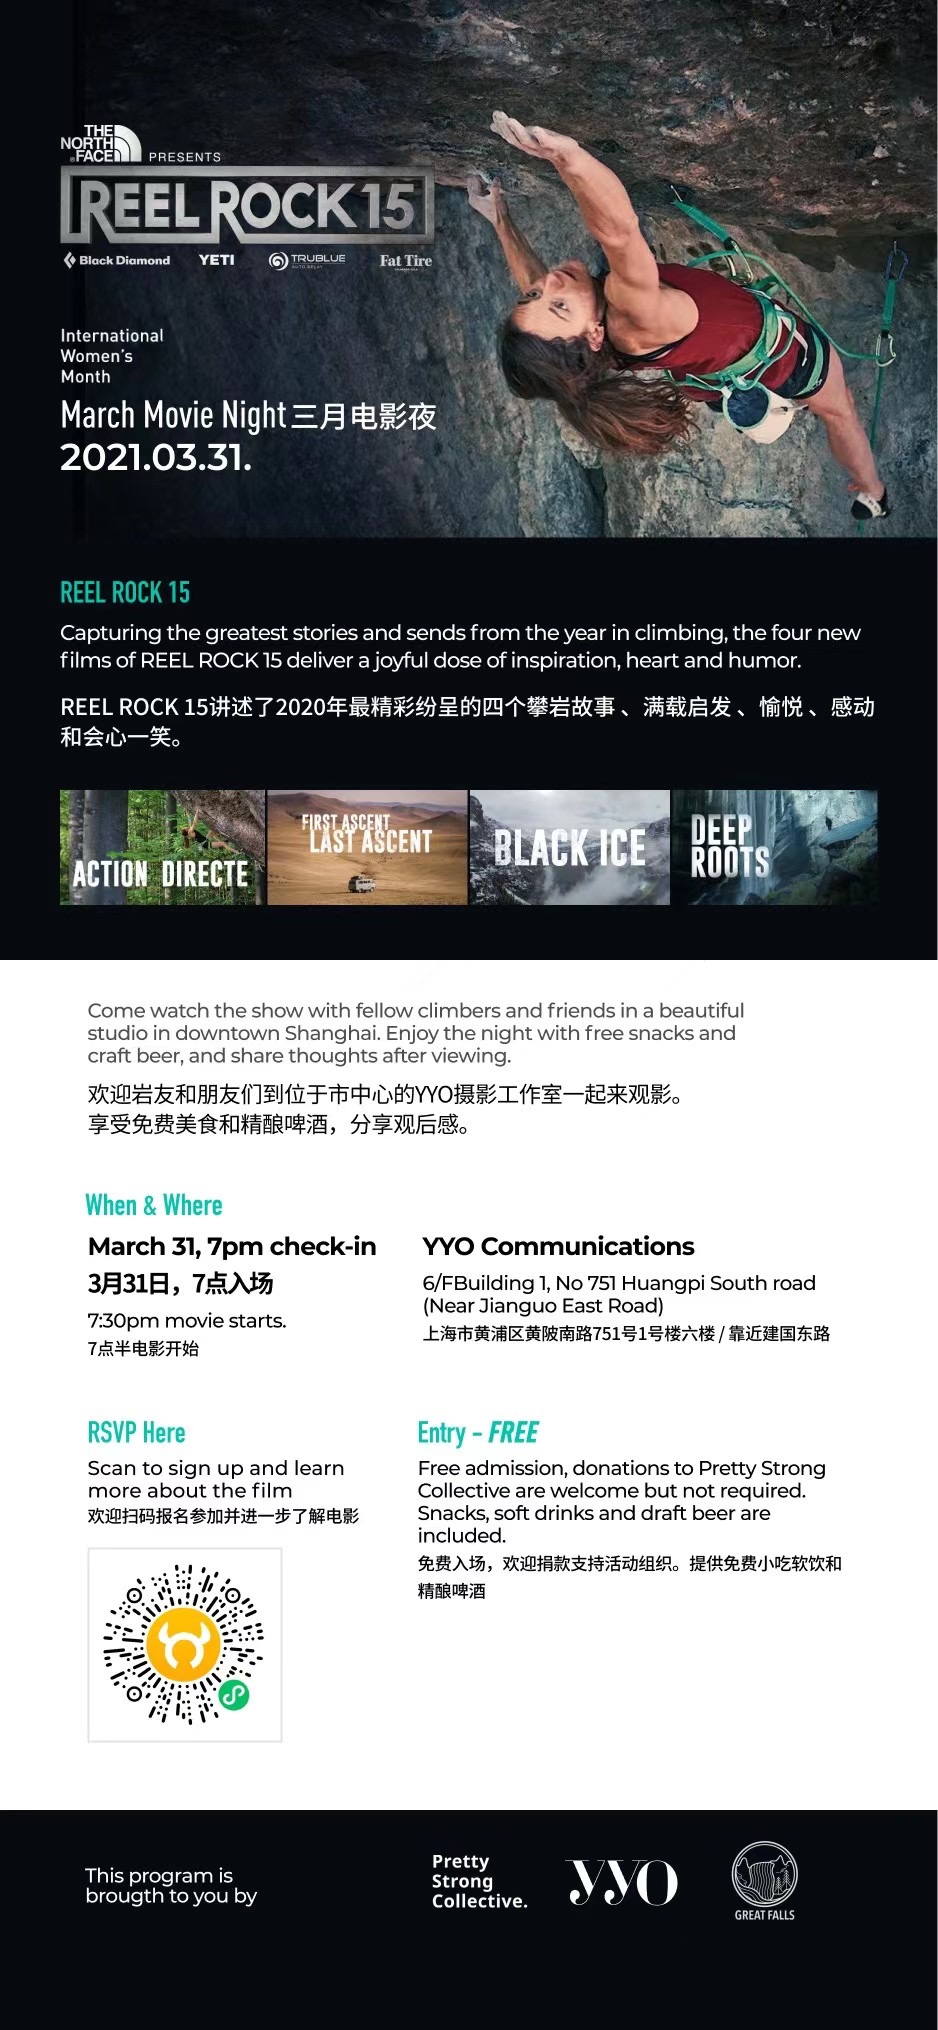 THE
NORTH
FACE
PRESENTS
REEL ROCK 15
Black Diamond YETI TRUBLUE Fat Tire
AUTO BELAY
International
Women's
Month
March Movie Night 三月电影夜
2021.03.31.
REEL ROCK 15
Capturing the greatest stories and sends from the year in climbing, the four new
films of REEL ROCK 15 deliver a joyful dose of inspiration, heart and humor.
REEL ROCK 15讲述了2020年最精彩纷呈的四个攀岩故事、满载启发、愉悦、感动
和会心一笑。
ACTION DIRECTE
FIRST ASCENT
LAST ASCENT
BLACK ICE
DEEP
ROOTS
Come watch the show with fellow climbers and friends in a beautiful
studio in downtown Shanghai. Enjoy the night with free snacks and
craft beer, and share thoughts after viewing.
欢迎岩友和朋友们到位于市中心的YYO摄影工作室一起来观影。
享受免费美食和精酿啤酒，分享观后感。
When & Where
March 31, 7pm check-in
3月31日，7点入场
7:30pm movie starts.
7点半电影开始
YYO Communications
6/FBuilding 1, No 751 Huangpi South road
(Near Jianguo East Road)
上海市黄浦区黄陂南路751号1号楼六楼 / 靠近建国东路
RSVP Here
Scan to sign up and learn
more about the film
欢迎扫码报名参加并进一步了解电影
Entry - FREE
Free admission, donations to Pretty Strong
Collective are welcome but not required.
Snacks, soft drinks and draft beer are
included.
免费入场，欢迎捐款支持活动组织。提供免费小吃软饮和
精酿啤酒
This program is
brougth to you by
Pretty
Strong
Collective.
yyo
GREAT FALLS